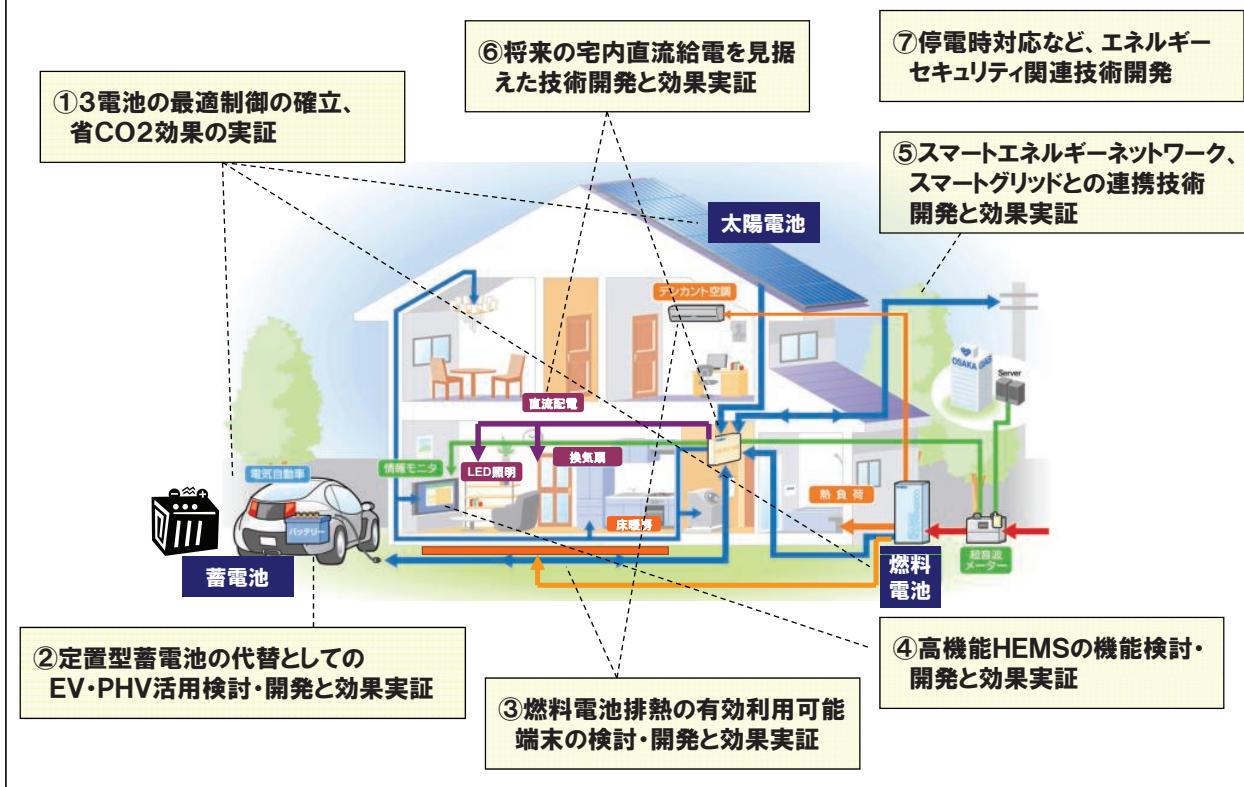 ⑥将来の宅内直流給電を見据
えた技術開発と効果実証
⑦停電時対応など、エネルギー
セキュリティ関連技術開発
①3電池の最適制御の確立、
省CO2効果の実証
⑤スマートエネルギーネットワーク、
スマートグリッドとの連携技術
開発と効果実証
太陽電池
デシカント空調
OSAKA GAS
Server
直流配電
換気扇
LED照明
情報モニタ
電気自動車
バッテリー
熱負荷
床暖房
蓄電池
燃料
電池
超音波
メーター
②定置型蓄電池の代替としての
EV・PHV活用検討・開発と効果実証
③燃料電池排熱の有効利用可能
端末の検討・開発と効果実証
④高機能HEMSの機能検討・
開発と効果実証